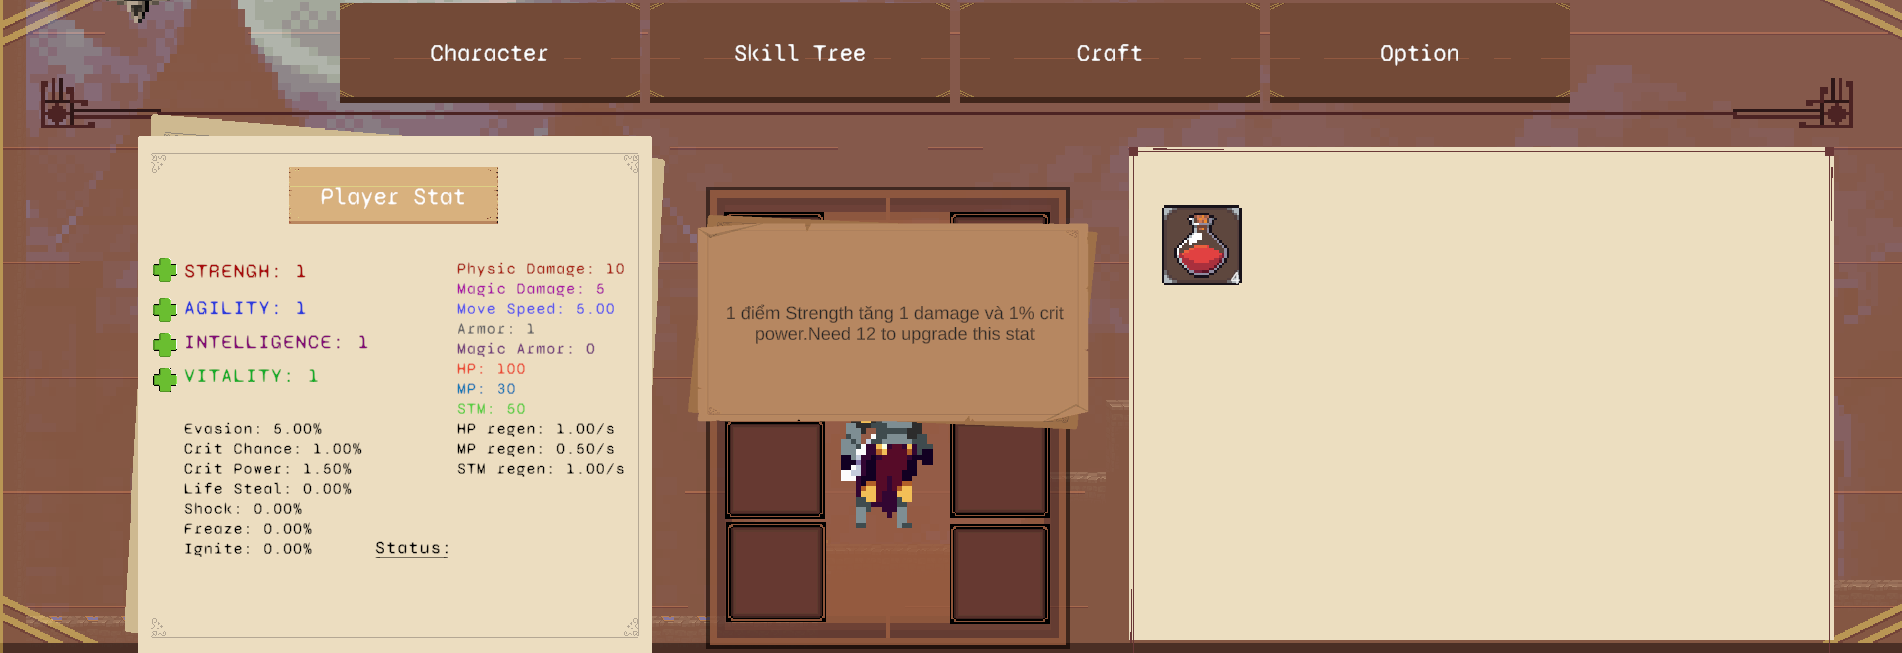 Character
Skill Tree
Craft
Option
Player Stat
STRENGH: 1
AGILITY: 1
INTELLIGENCE: 1
VITALITY: 1
Physic Damage: 10
Magic Damage: 5
Move Speed: 5.00
Armor: 1
Magic Armor: 0
HP: 100
MP: 30
STM: 50
HP regen: 1.00/s
MP regen: 0.50/s
STM regen: 1.00/s
Evasion: 5.00%
Crit Chance: 1.00%
Crit Power: 1.50%
Life Steal: 0.00%
Shock: 0.00%
Freaze: 0.00%
Ignite: 0.00%
Status:
1 điểm Strength tăng 1 damage và 1% crit
power.Need 12 to upgrade this stat
4